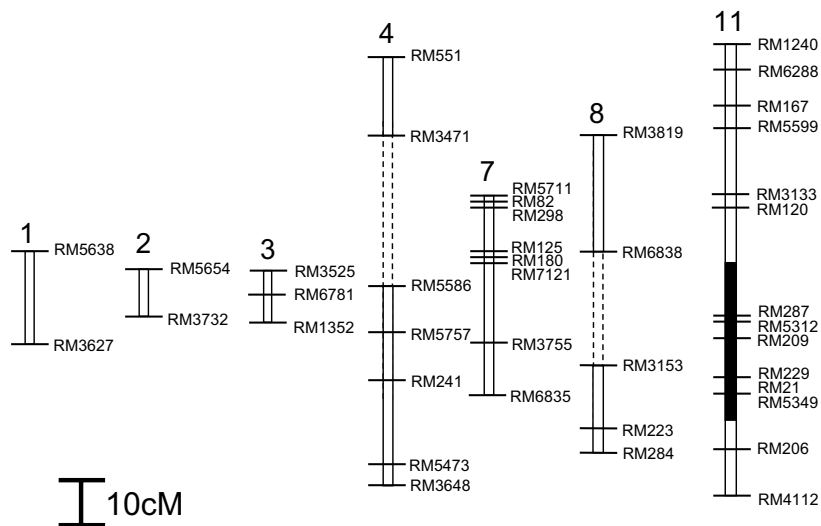 1
RM5638
RM3627
2
RM5654
RM3732
3
RM3525
RM6781
RM1352
4
RM551
RM3471
RM5586
RM5757
RM241
RM5473
RM3648
7
RM5711
RM82
RM298
RM125
RM180
RM7121
RM3755
RM6835
8
RM3819
RM6838
RM3153
RM223
RM284
11
RM1240
RM6288
RM167
RM5599
RM3133
RM120
RM287
RM5312
RM209
RM229
RM21
RM5349
RM206
RM4112
10cM